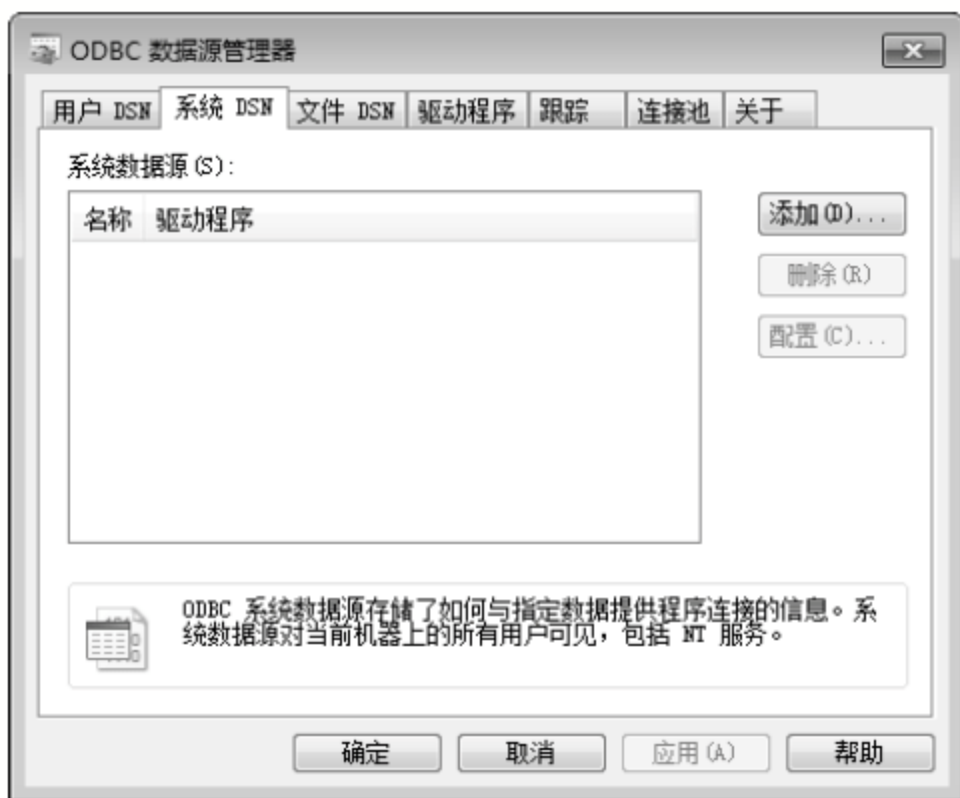 ODBC 数据源管理器
用户 DSN 系统 DSN 文件 DSN 驱动程序 跟踪 连接池 关于
系统数据源(S):
名称 驱动程序
添加(D)...
删除(R)
配置(C)...
ODBC 系统数据源存储了如何与指定数据提供程序连接的信息。系
统数据源对当前机器上的所有用户可见，包括 NT 服务。
确定 取消 应用(A) 帮助